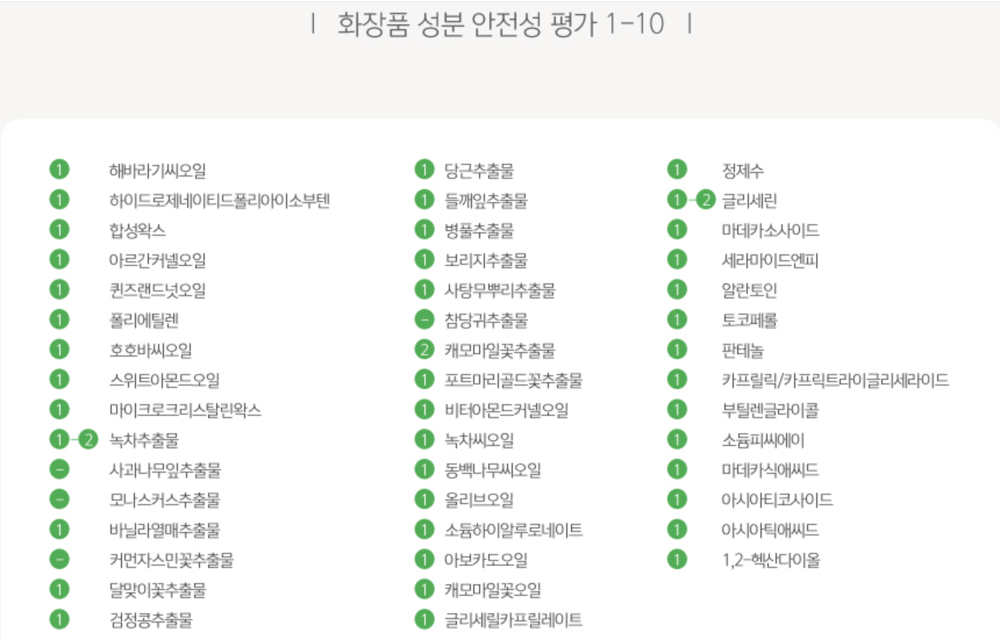 | 화장품 성분 안전성 평가 1-10 |
1 해바라기씨오일
1 하이드로제네이티드폴리아이소부텐
1 합성왁스
1 아르간커넬오일
1 퀸즈랜드넛오일
1 폴리에틸렌
1 호호바씨오일
1 스위트아몬드오일
1 마이크로크리스탈린왁스
1-2 녹차추출물
- 사과나무잎추출물
- 모나스커스추출물
1 바닐라열매추출물
- 커먼자스민꽃추출물
1 달맞이꽃추출물
1 검정콩추출물
1 당근추출물
1 들깨잎추출물
1 병풀추출물
1 보리지추출물
1 사탕무뿌리추출물
- 참당귀추출물
2 캐모마일꽃추출물
1 포트마리골드꽃추출물
1 비터아몬드커넬오일
1 녹차씨오일
1 동백나무씨오일
1 올리브오일
1 소듐하이알루로네이트
1 아보카도오일
1 캐모마일꽃오일
1 글리세릴카프릴레이트
1 정제수
1-2 글리세린
1 마데카소사이드
1 세라마이드엔피
1 알란토인
1 토코페롤
1 판테놀
1 카프릴릭/카프릭트라이글리세라이드
1 부틸렌글라이콜
1 소듐피씨에이
1 마데카식애씨드
1 아시아티코사이드
1 아시아틱애씨드
1 1,2-헥산다이올